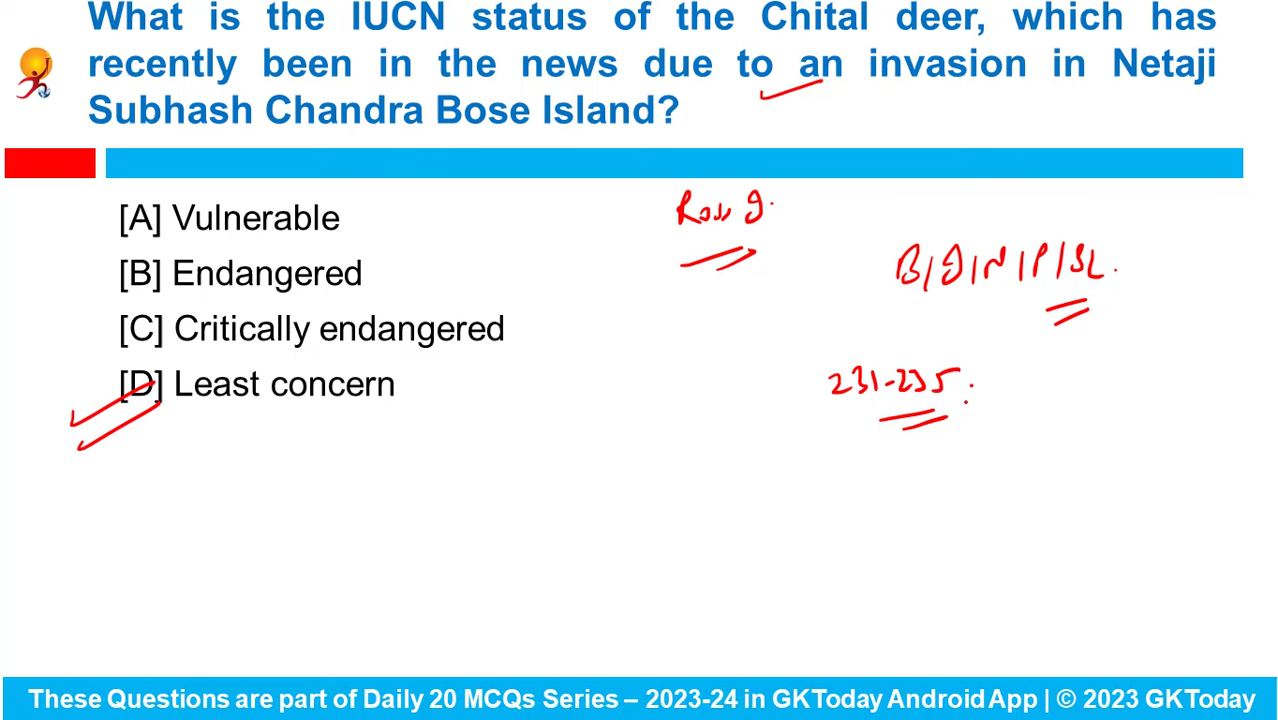 What is the IUCN status of the Chital deer, which has
recently been in the news due to an invasion in Netaji
Subhash Chandra Bose Island?
[A] Vulnerable
Ross I.
[B] Endangered
B/I/N/P/SL.
[C] Critically endangered
[D] Least concern
231-235.
These Questions are part of Daily 20 MCQs Series – 2023-24 in GKToday Android App | © 2023 GKToday